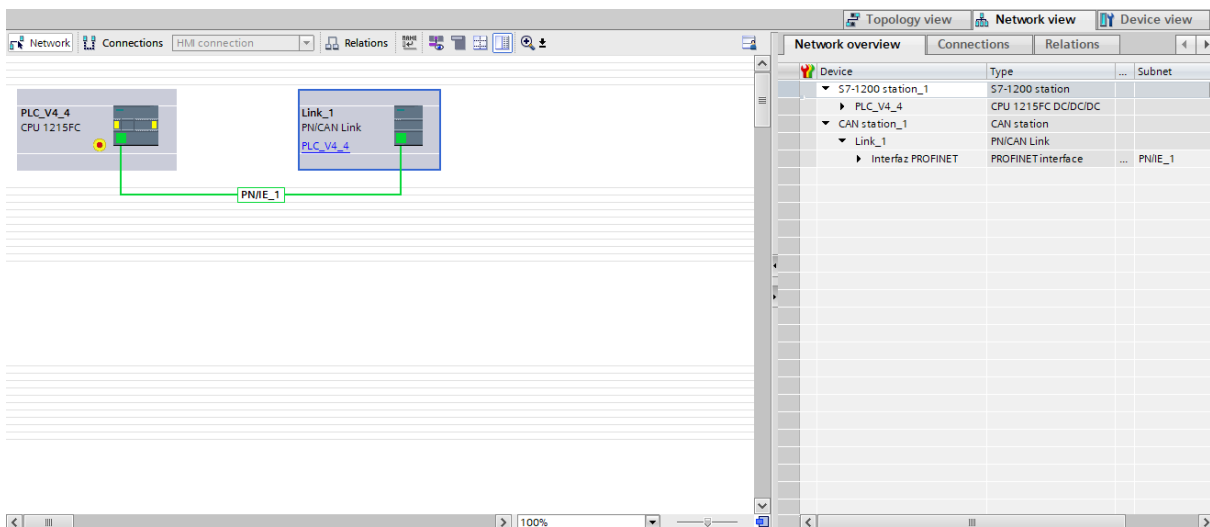 Topology view
Network view
Device view
Network
Connections
HMI connection
Relations
Network overview
Connections
Relations
PLC_V4_4
CPU 1215FC
Link_1
PN/CAN Link
PLC_V4_4
PN/IE_1
Device
Type
...
Subnet
S7-1200 station_1
S7-1200 station
PLC_V4_4
CPU 1215FC DC/DC/DC
CAN station_1
CAN station
Link_1
PN/CAN Link
Interfaz PROFINET
PROFINET interface
...
PN/IE_1
100%